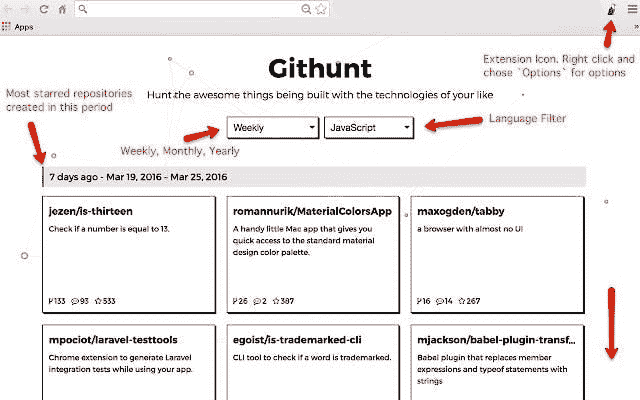 Apps
»
Extension Icon. Right click and
chose `Options` for options
Githunt
Most starred repositories
created in this period
Hunt the awesome things being built with the technologies of your like
Weekly
JavaScript
Language Filter
Weekly, Monthly, Yearly
7 days ago - Mar 19, 2016 – Mar 25, 2016
jezen/is-thirteen
Check if a number is equal to 13.
133 93 533
romannurik/MaterialColorsApp
A handy little Mac app that gives you
quick access to the standard material
design color palette.
26 2 387
maxogden/tabby
a browser with almost no UI
16 14 267
mpociot/laravel-testtools
Chrome extension to generate Laravel
integration tests while using your app.
egoist/is-trademarked-cli
CLI tool to check if a word is trademarked.
mjackson/babel-plugin-transf...
Babel plugin that replaces member
expressions and typeof statements with
strings